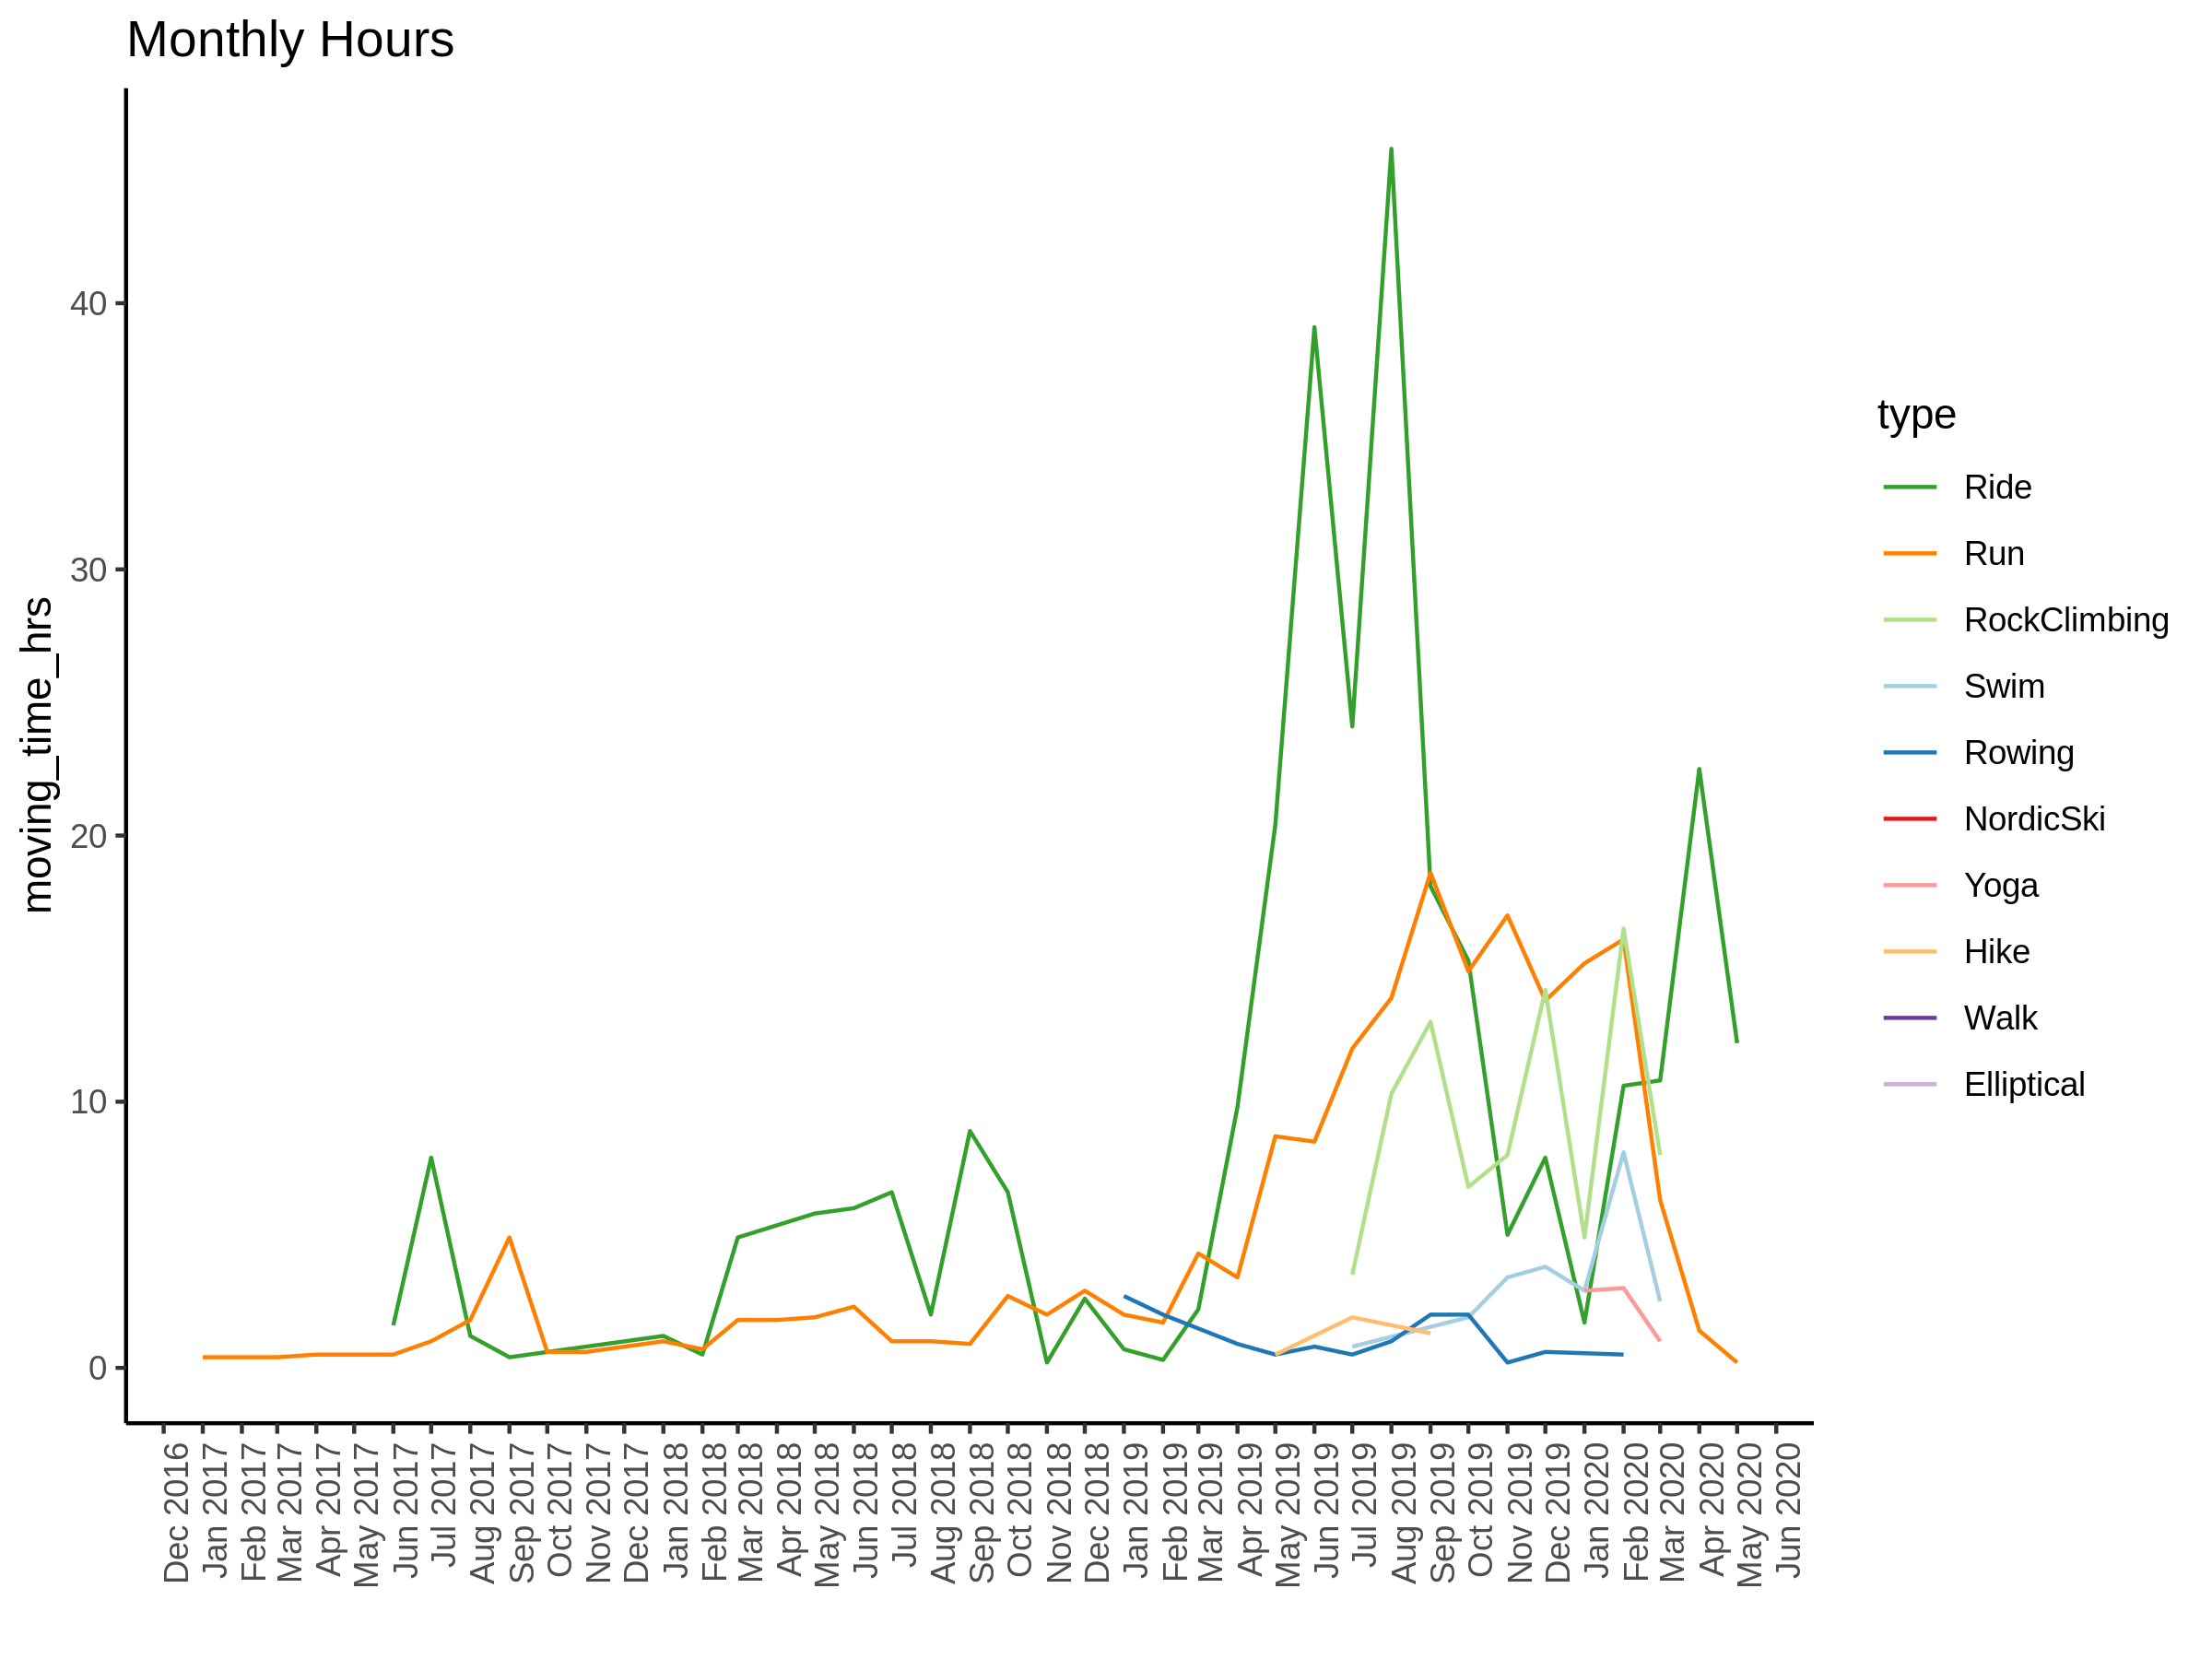 Monthly Hours
moving_time_hrs
40
30
20
10
0
Dec 2016
Jan 2017
Feb 2017
Mar 2017
Apr 2017
May 2017
Jun 2017
Jul 2017
Aug 2017
Sep 2017
Oct 2017
Nov 2017
Dec 2017
Jan 2018
Feb 2018
Mar 2018
Apr 2018
May 2018
Jun 2018
Jul 2018
Aug 2018
Sep 2018
Oct 2018
Nov 2018
Dec 2018
Jan 2019
Feb 2019
Mar 2019
Apr 2019
May 2019
Jun 2019
Jul 2019
Aug 2019
Sep 2019
Oct 2019
Nov 2019
Dec 2019
Jan 2020
Feb 2020
Mar 2020
Apr 2020
May 2020
Jun 2020
type
Ride
Run
RockClimbing
Swim
Rowing
NordicSki
Yoga
Hike
Walk
Elliptical